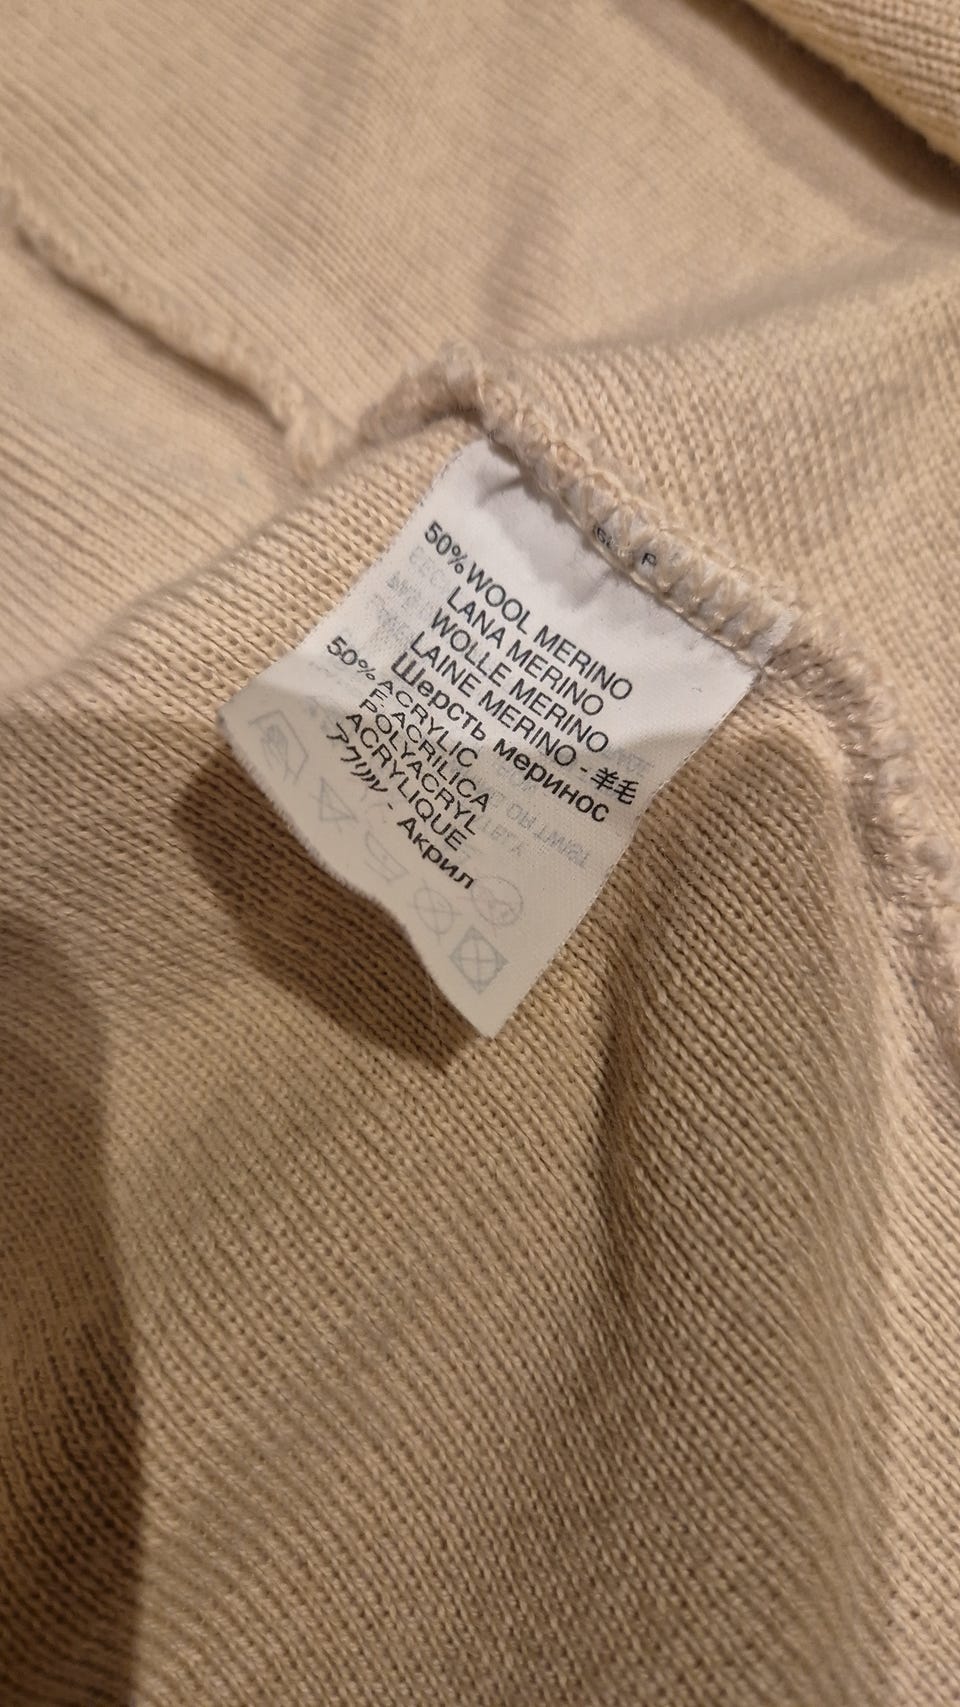 50% WOOL MERINO
LANA MERINO
WOLLE MERINO
LAINE MERINO - 羊毛
Шерсть меринос
50% ACRYLIC
F. ACRILICA
POLYACRYL
ACRYLIQUE
アクリル - Акрил